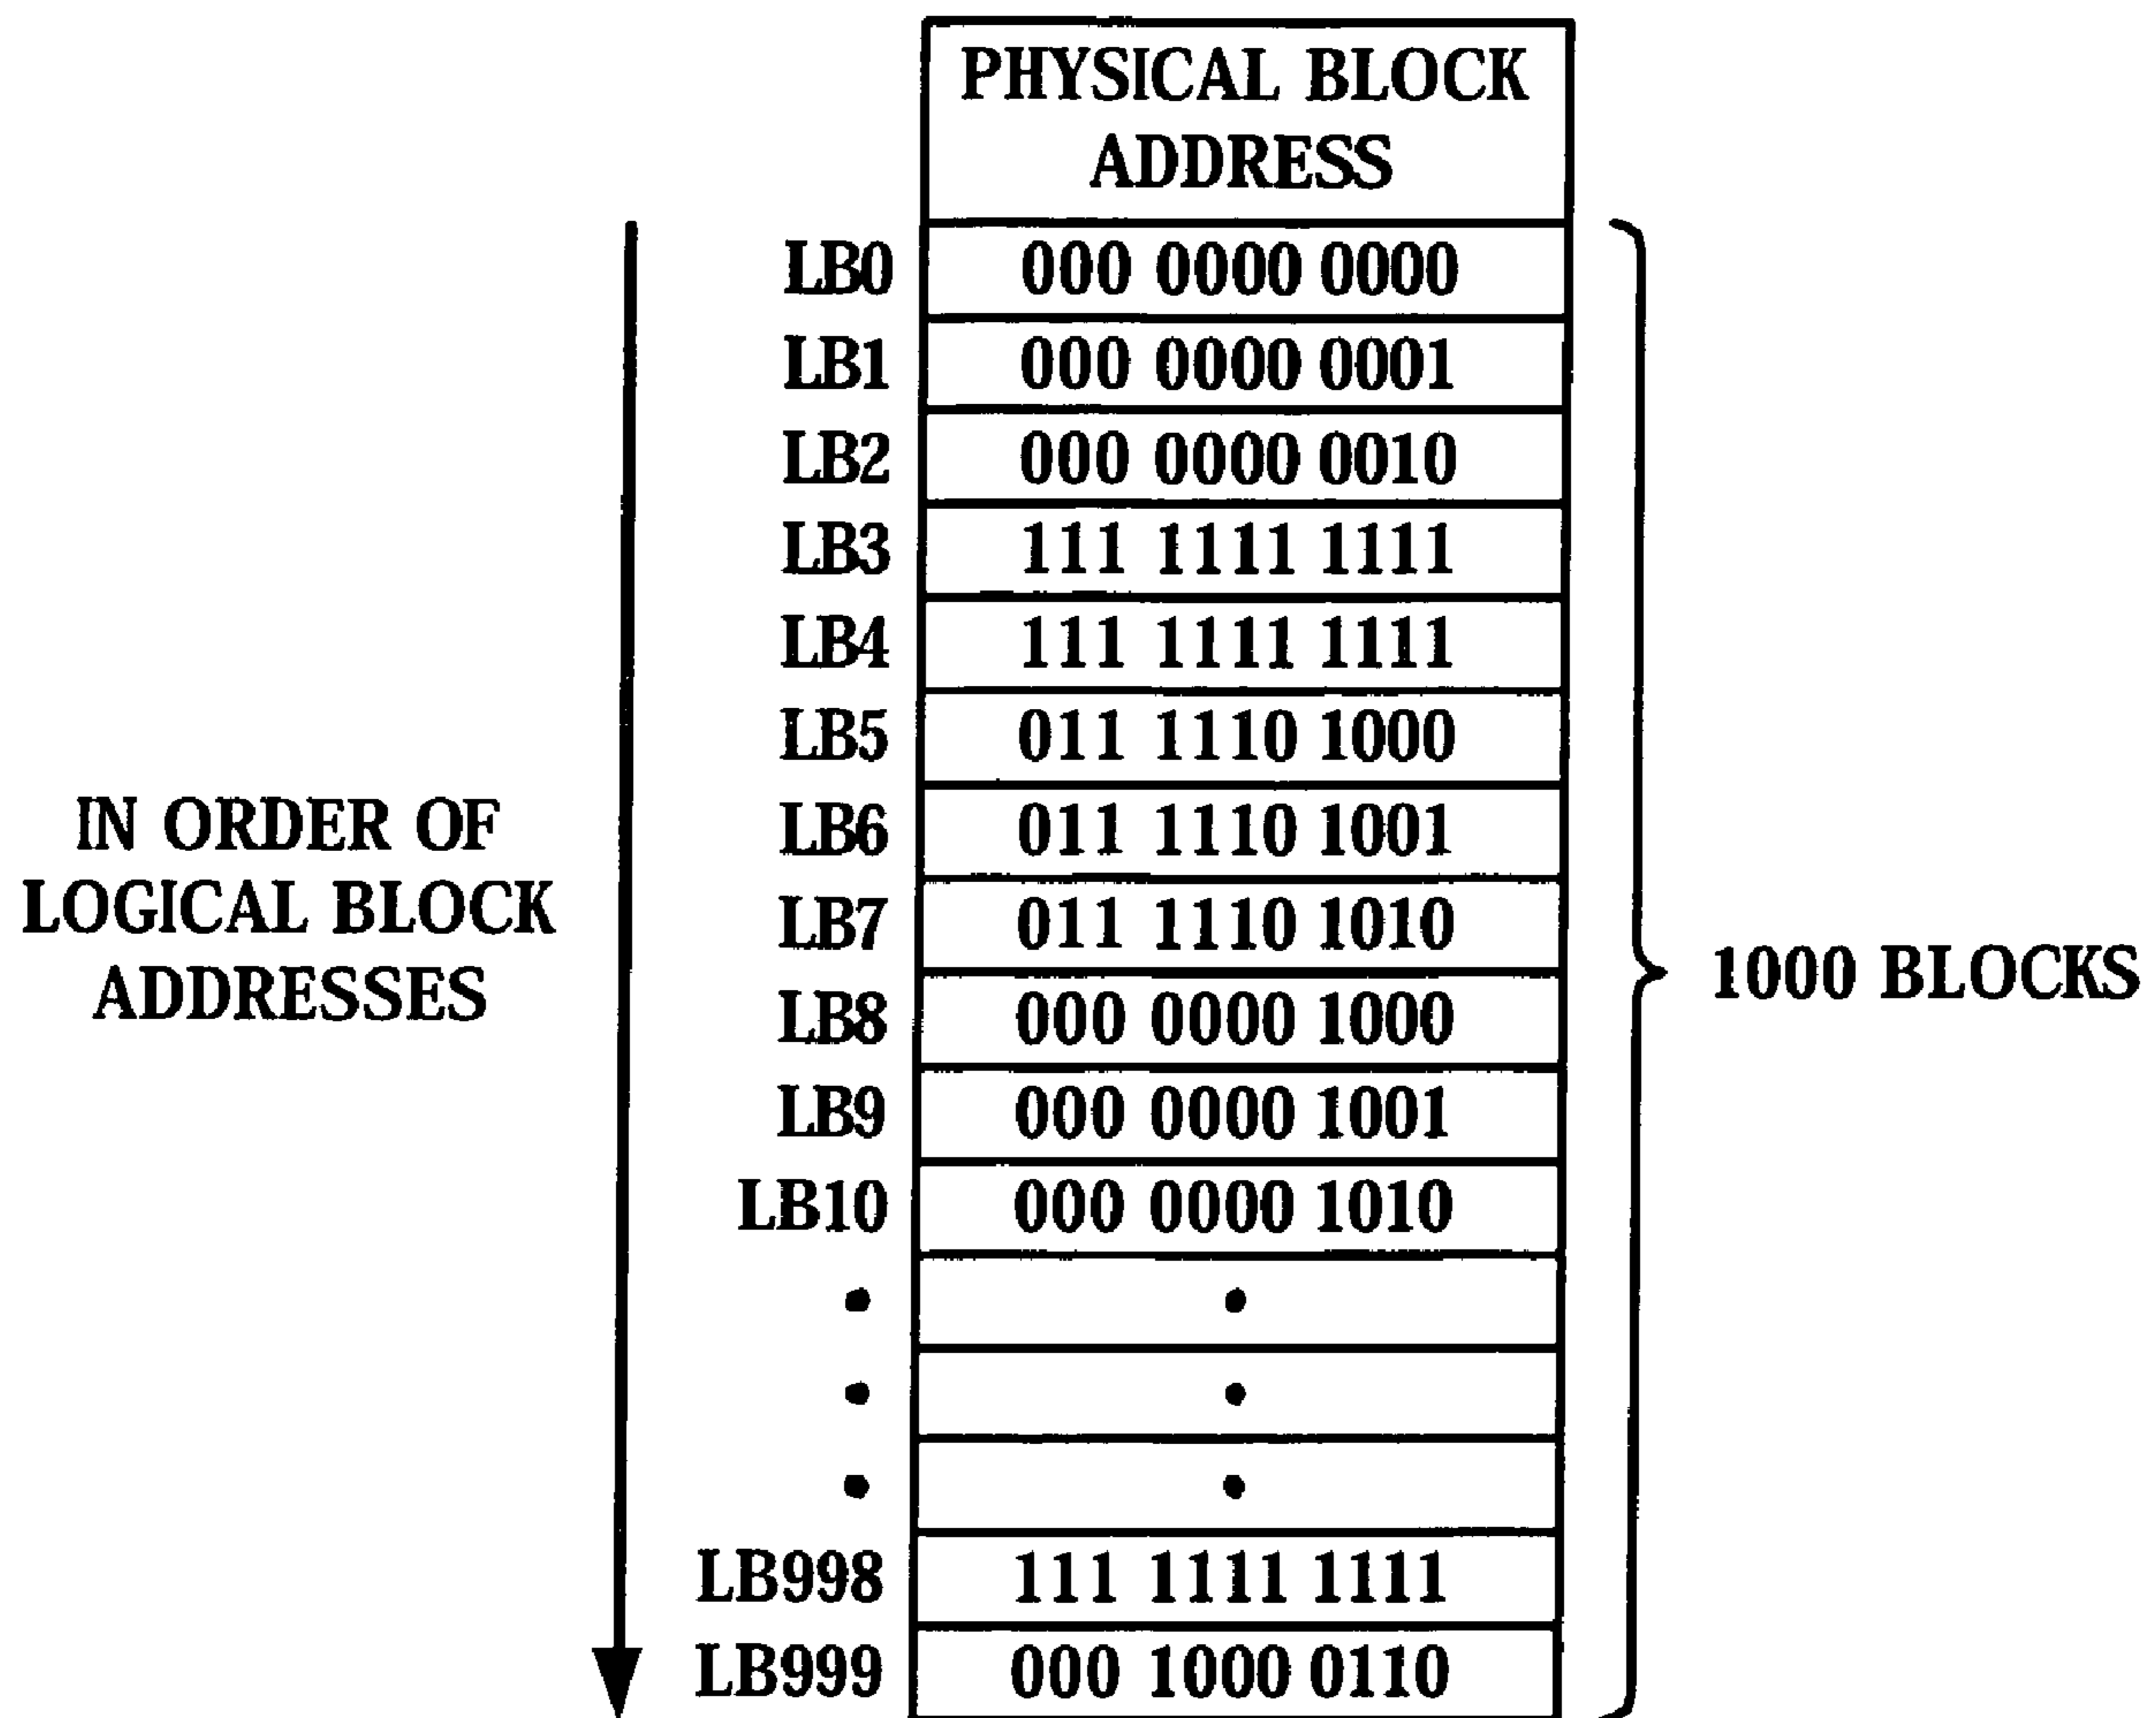 PHYSICAL BLOCK
ADDRESS
LB0 000 0000 0000
LB1 000 0000 0001
LB2 000 0000 0010
LB3 111 1111 1111
LB4 111 1111 1111
LB5 011 1110 1000
LB6 011 1110 1001
LB7 011 1110 1010
LB8 000 0000 1000
LB9 000 0000 1001
LB10 000 0000 1010
LB998 111 1111 1111
LB999 000 1000 0110
IN ORDER OF
LOGICAL BLOCK
ADDRESSES
1000 BLOCKS